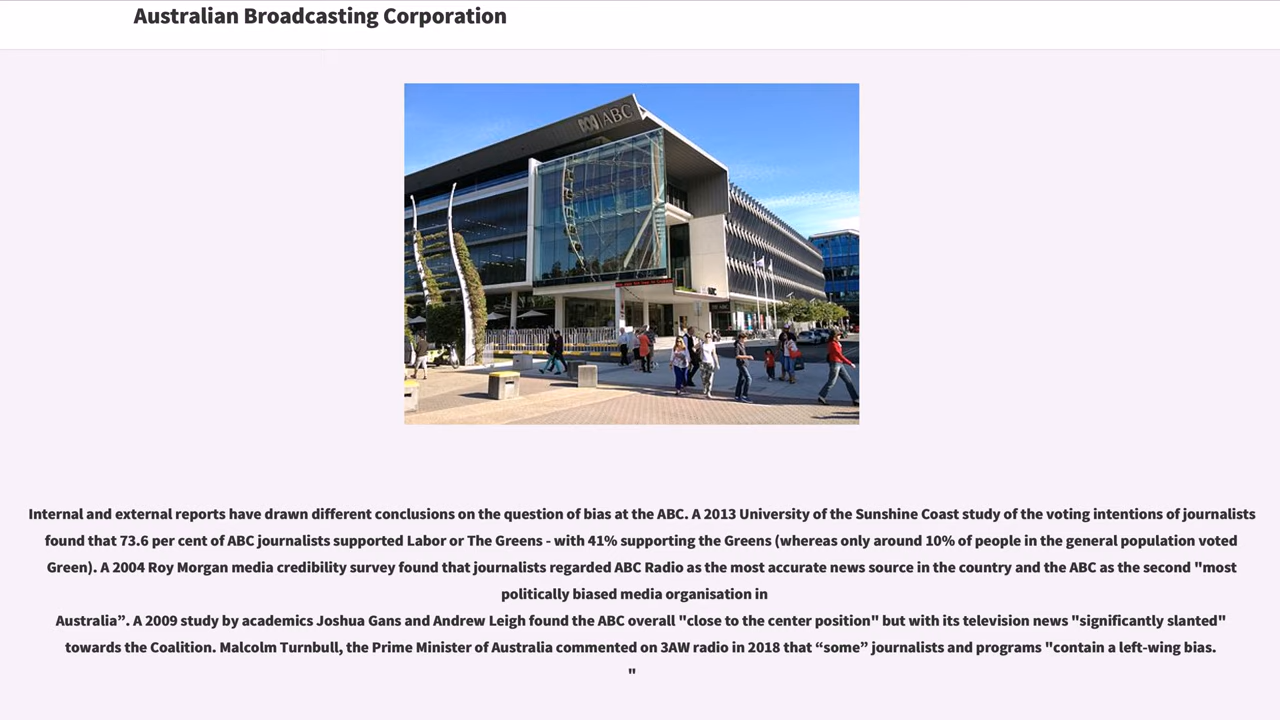 Australian Broadcasting Corporation
ABC
ABC
Internal and external reports have drawn different conclusions on the question of bias at the ABC. A 2013 University of the Sunshine Coast study of the voting intentions of journalists
found that 73.6 per cent of ABC journalists supported Labor or The Greens - with 41% supporting the Greens (whereas only around 10% of people in the general population voted
Green). A 2004 Roy Morgan media credibility survey found that journalists regarded ABC Radio as the most accurate news source in the country and the ABC as the second "most
politically biased media organisation in
Australia”. A 2009 study by academics Joshua Gans and Andrew Leigh found the ABC overall "close to the center position" but with its television news "significantly slanted"
towards the Coalition. Malcolm Turnbull, the Prime Minister of Australia commented on 3AW radio in 2018 that “some” journalists and programs "contain a left-wing bias.
"